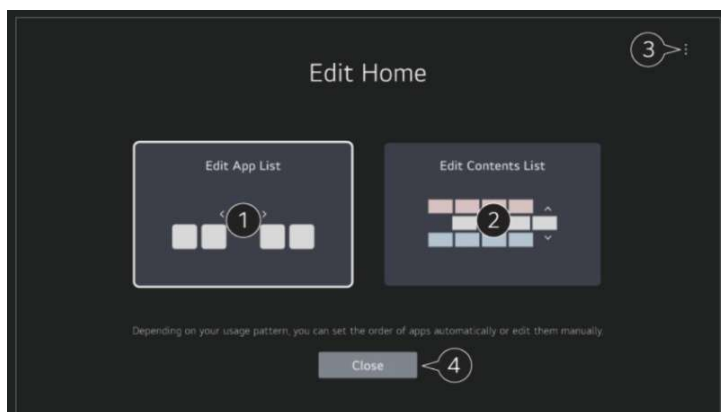 3
Edit Home
Edit App List
Edit Contents List
1
2
Depending on your usage pattern, you can set the order of apps automatically or edit them manually.
Close
4